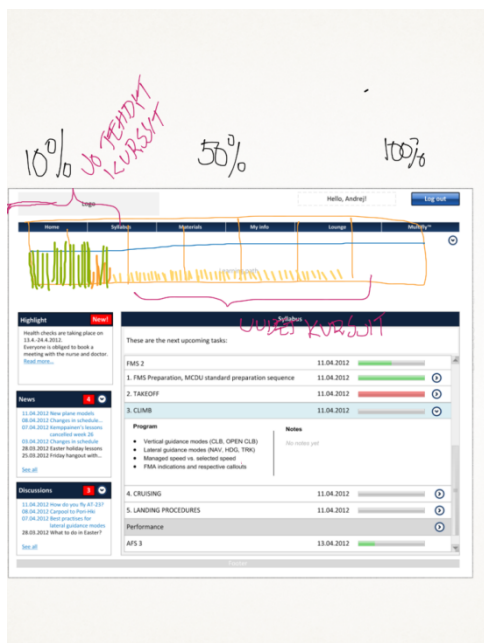 10% JO TEHDYT 50% 100%
KURSSIT
Logo Hello, Andrej! Log out
Home Syllabus Materials My info Lounge Multifly™
Learning path
UUDET KURSSIT
Highlight New!
Health checks are taking place on
13.4.-24.4.2012.
Everyone is obliged to book a
meeting with the nurse and doctor.
Read more...
News 4
11.04.2012 New plane models
08.04.2012 Changes in schedule...
07.04.2012 Kemppainen's lessons
cancelled week 28
03.04.2012 Changes in schedule
28.03.2012 Easter holiday lessons
25.03.2012 Friday hangout with...
See all
Discussions 3
11.04.2012 How do you fly AT-23?
08.04.2012 Carpool to Pori-Hki
07.04.2012 Best practices for
lateral guidance modes
28.03.2012 What to do in Easter?
See all
Syllabus
These are the next upcoming tasks:
FMS 2 11.04.2012
1. FMS Preparation, MCDU standard preparation sequence 11.04.2012
2. TAKEOFF 11.04.2012
3. CLIMB 11.04.2012
Program
• Vertical guidance modes (CLB, OPEN CLB)
• Lateral guidance modes (NAV, HDG, TRK)
• Managed speed vs. selected speed
• FMA indications and respective callouts
Notes
No notes yet
4. CRUISING 11.04.2012
5. LANDING PROCEDURES 11.04.2012
Performance
AFS 3 13.04.2012
Footer